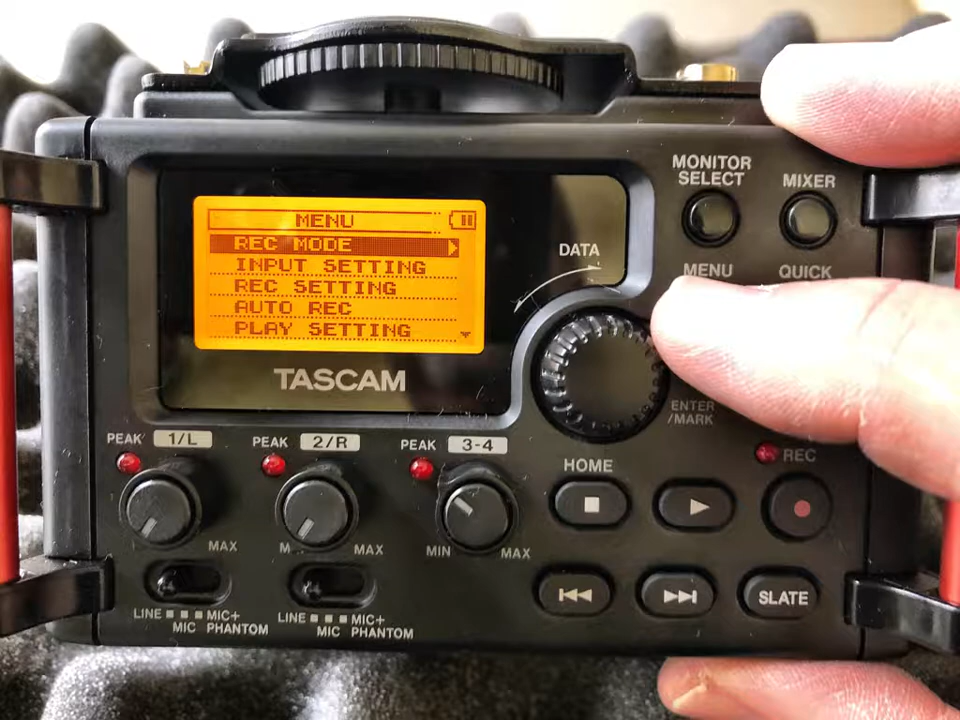 MONITOR
SELECT
MIXER
MENU
REC MODE
INPUT SETTING
REC SETTING
AUTO REC
PLAY SETTING
DATA
MENU
QUICK
TASCAM
ENTER
/MARK
PEAK
1/L
PEAK
2/R
PEAK
3-4
HOME
REC
MAX
M
MAX
MIN
MAX
LINE
MIC+
MIC PHANTOM
LINE
MIC+
MIC PHANTOM
SLATE